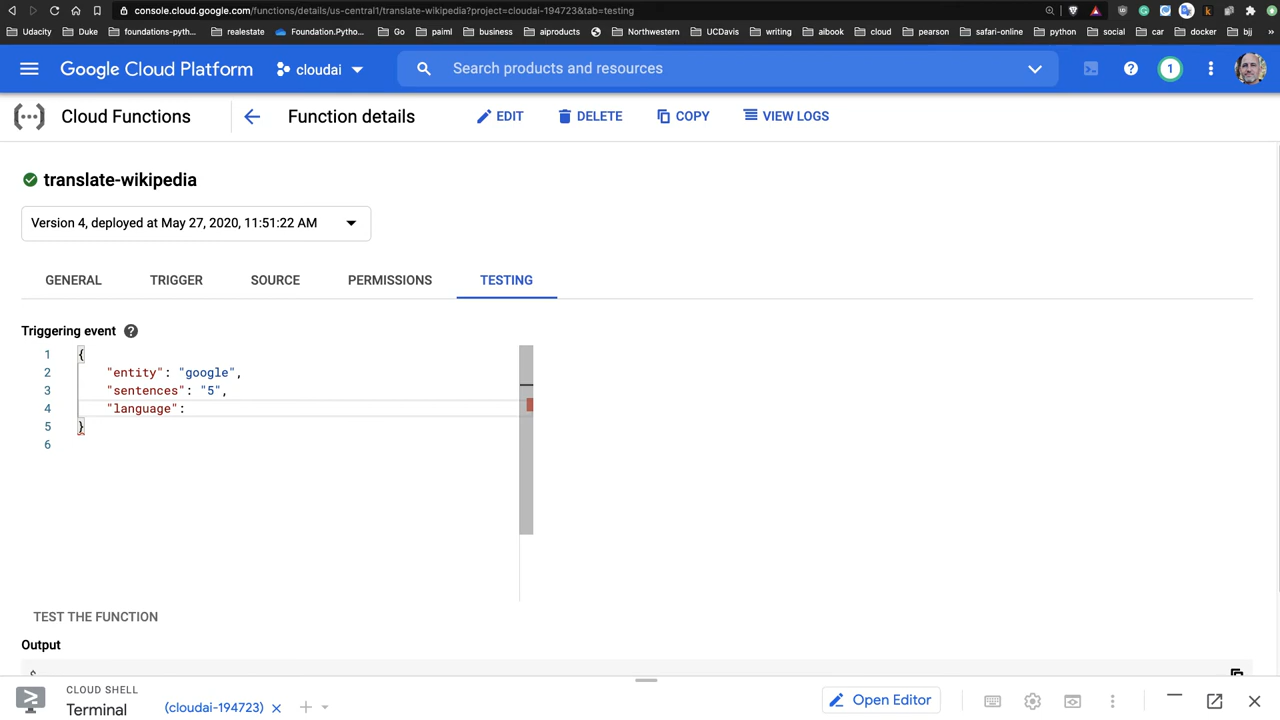 console.cloud.google.com/functions/details/us-central1/translate-wikipedia?project=cloudai-194723&tab=testing
Udacity Duke foundations-pyth... realestate Foundation.Pytho... Go paiml business aiproducts Northwestern UCDavis writing aibook cloud pearson safari-online python social car docker bjj »
Google Cloud Platform cloudai Search products and resources 1
Cloud Functions Function details EDIT DELETE COPY VIEW LOGS
translate-wikipedia
Version 4, deployed at May 27, 2020, 11:51:22 AM
GENERAL TRIGGER SOURCE PERMISSIONS TESTING
Triggering event ?
1 {
2 "entity": "google",
3 "sentences": "5",
4 "language":
5 }
6
TEST THE FUNCTION
Output
CLOUD SHELL
Terminal (cloudai-194723) Open Editor